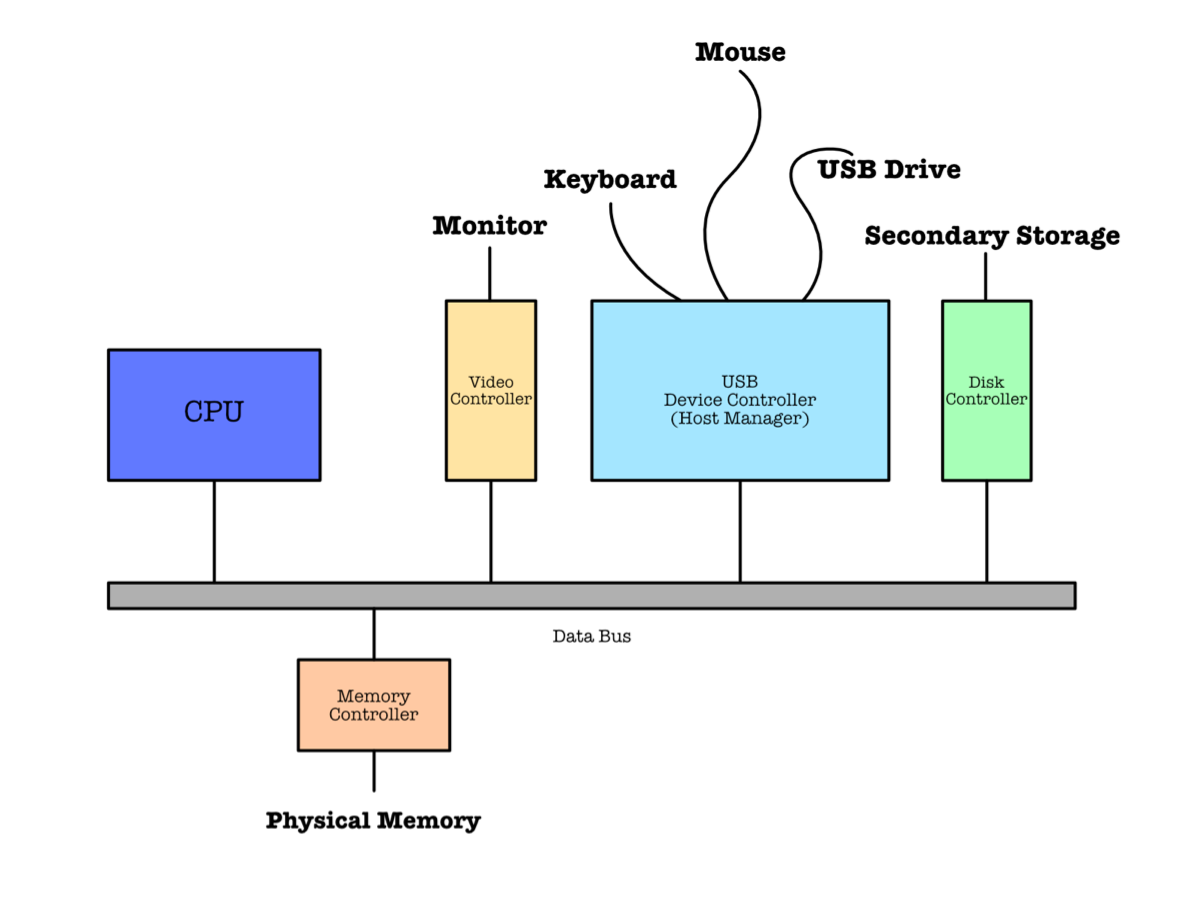 Mouse
USB Drive
Keyboard
Monitor
Secondary Storage
CPU
Video
Controller
USB
Device Controller
(Host Manager)
Disk
Controller
Data Bus
Memory
Controller
Physical Memory